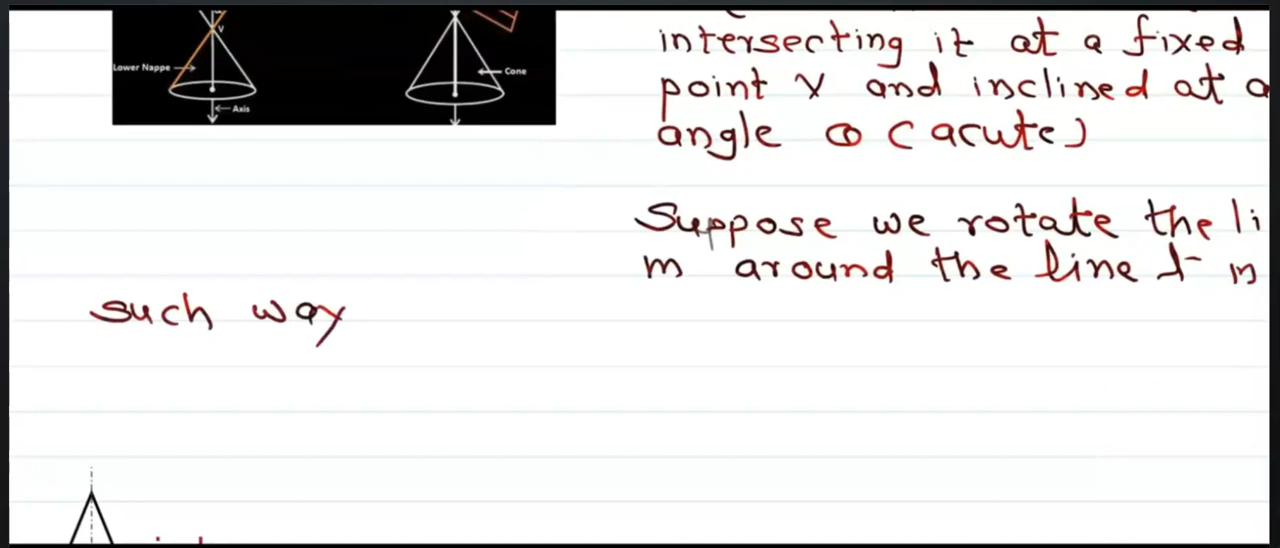 V
Lower Nappe
Axis
Cone
intersecting it at a fixed
point V and inclined at a
angle (acute)
Suppose we rotate the li
m around the line
such way